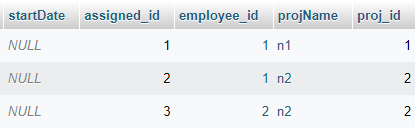 startDate assigned_id employee_id projName proj_id
NULL 1 1 n1 1
NULL 2 1 n2 2
NULL 3 2 n2 2